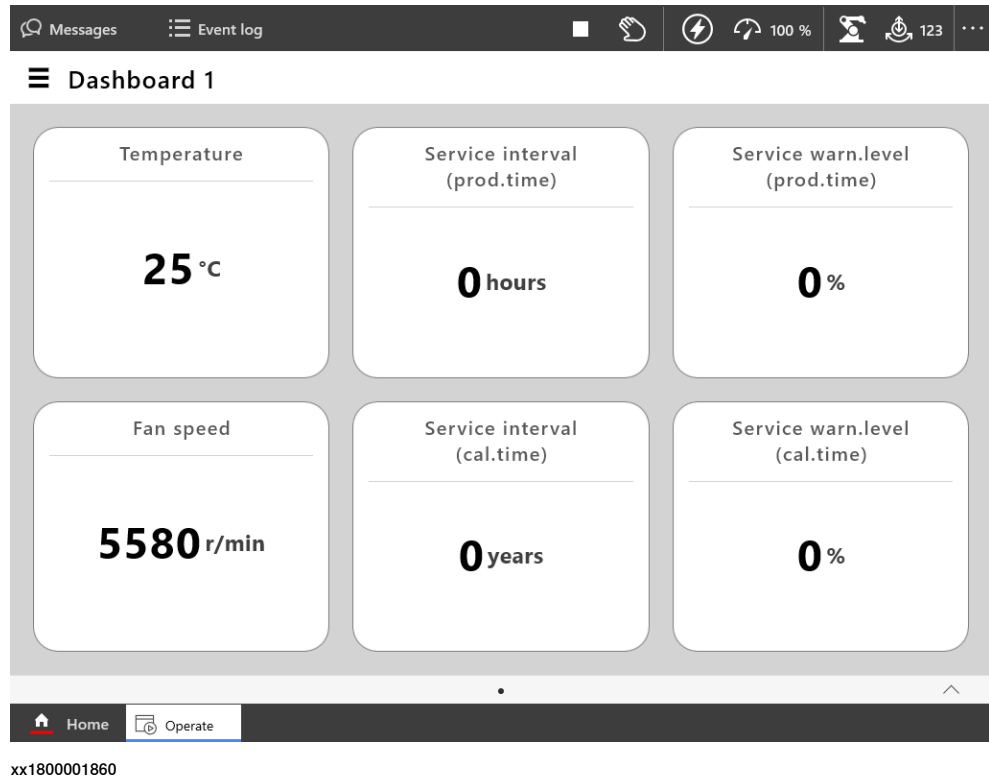 Messages
Event log
100 %
123
Dashboard 1
Temperature
25 °C
Service interval
(prod.time)
0 hours
Service warn.level
(prod.time)
0 %
Fan speed
5580 r/min
Service interval
(cal.time)
0 years
Service warn.level
(cal.time)
0 %
Home
Operate
xx1800001860